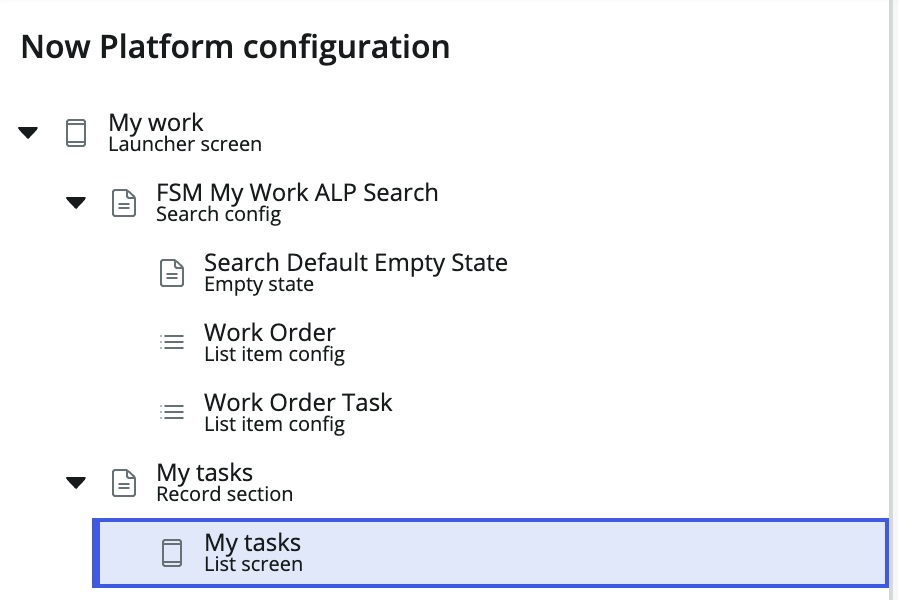 Now Platform configuration
My work
Launcher screen
FSM My Work ALP Search
Search config
Search Default Empty State
Empty state
Work Order
List item config
Work Order Task
List item config
My tasks
Record section
My tasks
List screen